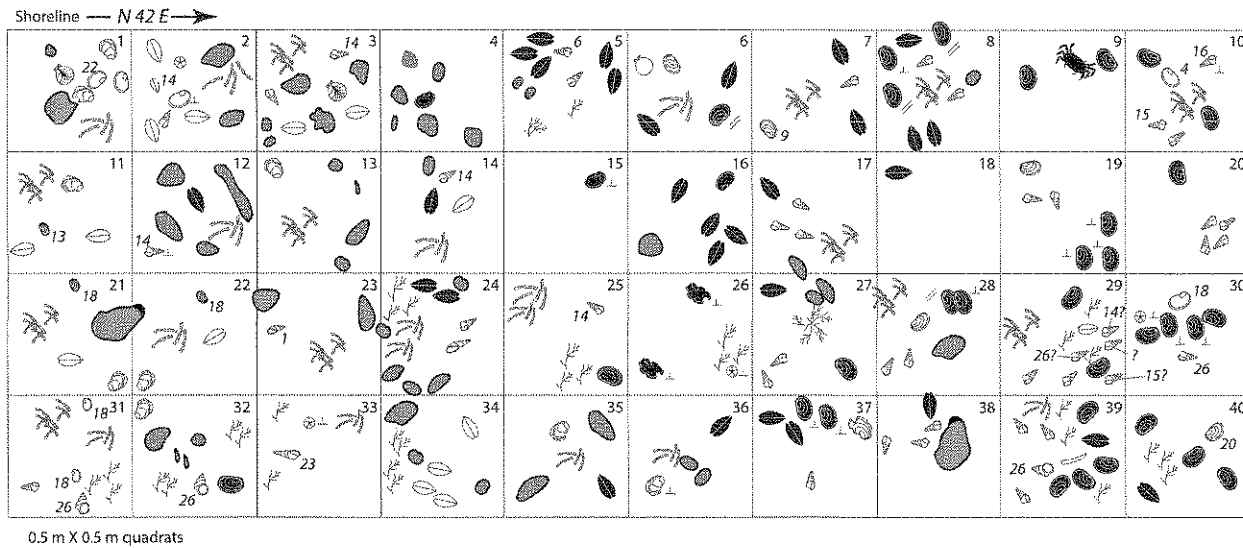 Shoreline — N 42 E →
1 2 3 4 5 6 7 8 9 10
22 14 14 6 9 15 4 16
11 12 13 14 15 16 17 18 19 20
13 14 14
21 22 23 24 25 26 27 28 29 30
18 18 1 14 26? 14? ? 15? 18 26
31 32 33 34 35 36 37 38 39 40
18 18 26 26 23 26 20
0.5 m X 0.5 m quadrats